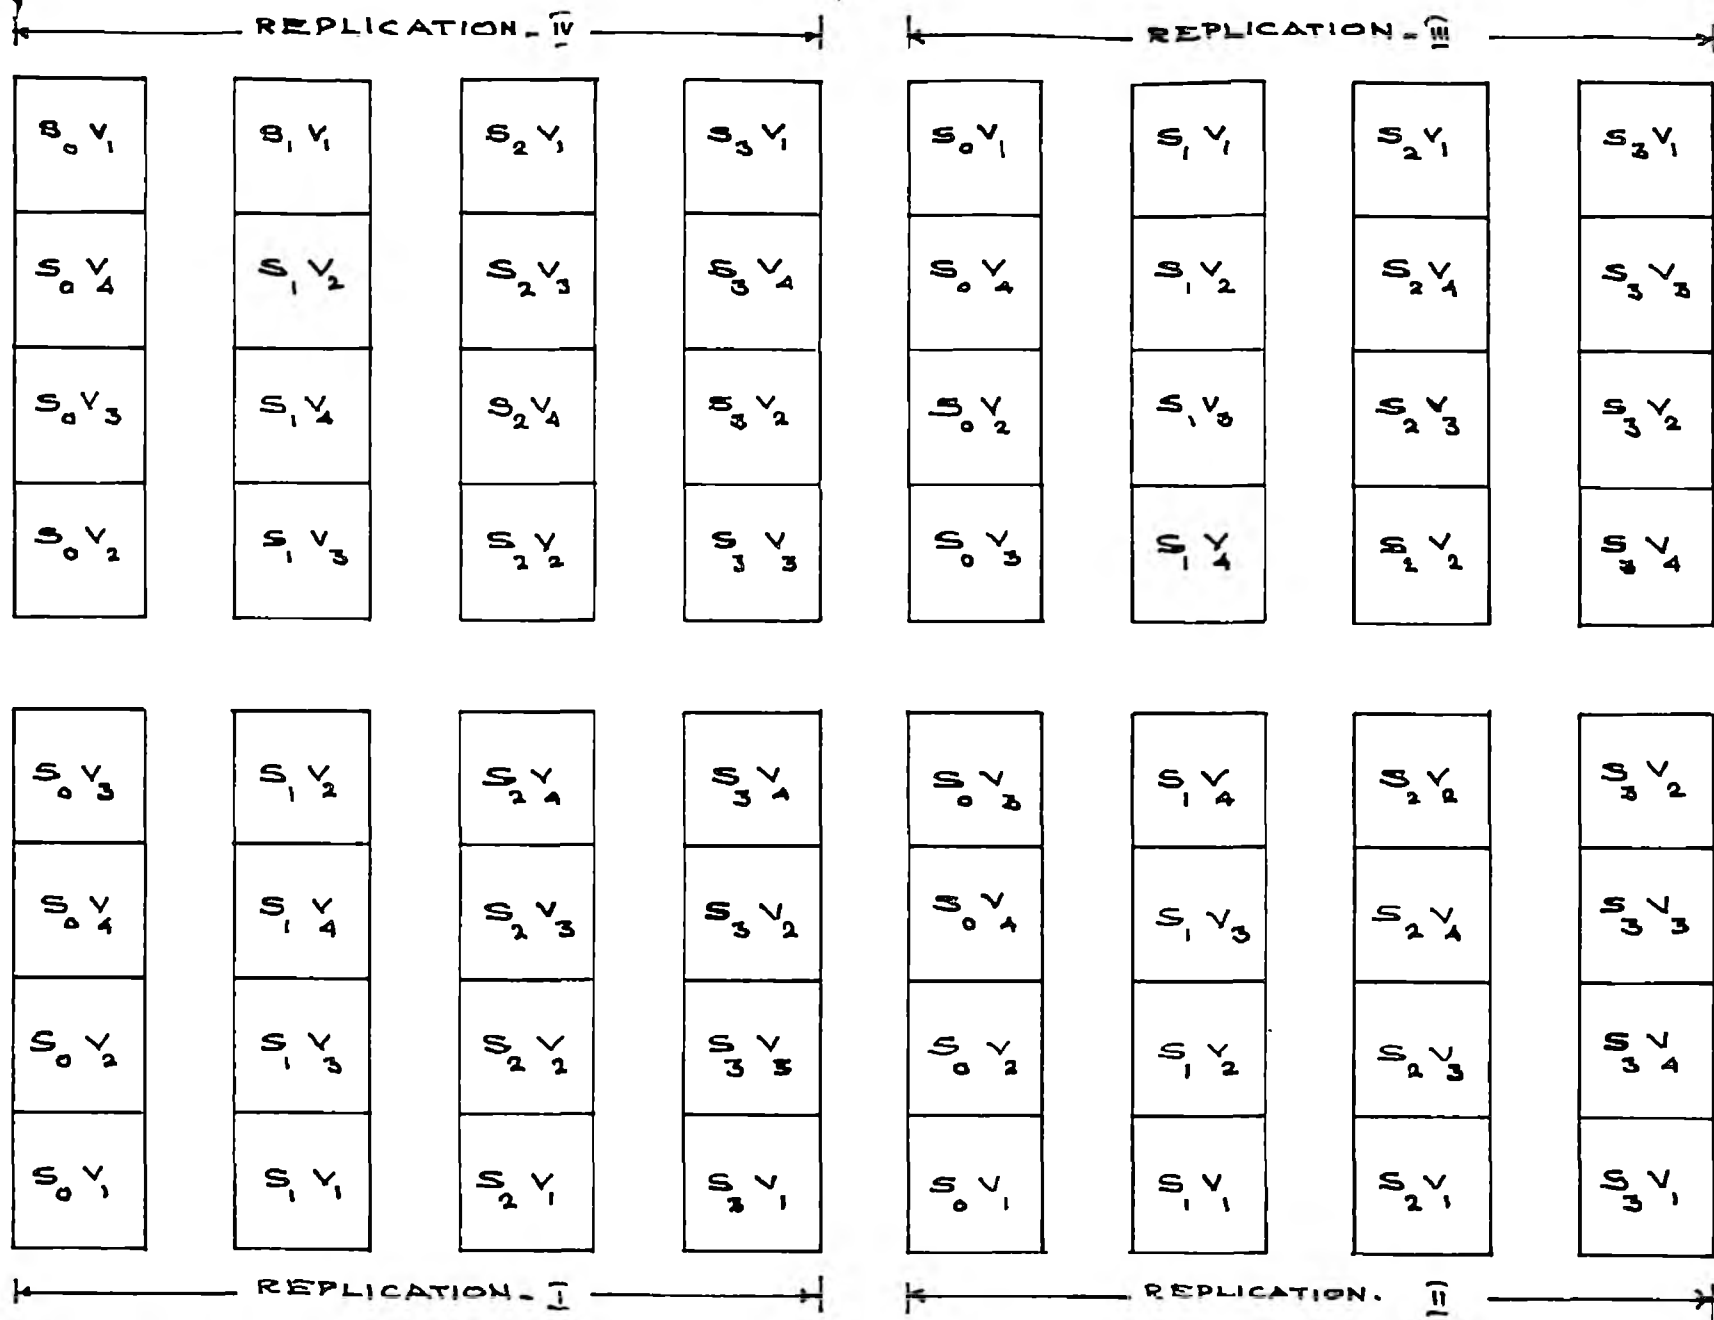 REPLICATION - IV REPLICATION - III
S₀V₁ S₁V₁ S₂V₁ S₃V₁ S₀V₁ S₁V₁ S₂V₁ S₃V₁
S₀V₄ S₁V₂ S₂V₃ S₃V₄ S₀V₄ S₁V₂ S₂V₄ S₃V₃
S₀V₃ S₁V₄ S₂V₄ S₃V₂ S₀V₂ S₁V₃ S₂V₃ S₃V₂
S₀V₂ S₁V₃ S₂V₂ S₃V₃ S₀V₃ S₁V₄ S₂V₂ S₃V₄
S₀V₃ S₁V₂ S₂V₄ S₃V₄ S₀V₃ S₁V₄ S₂V₂ S₃V₂
S₀V₄ S₁V₄ S₂V₃ S₃V₂ S₀V₄ S₁V₃ S₂V₄ S₃V₃
S₀V₂ S₁V₃ S₂V₂ S₃V₃ S₀V₂ S₁V₂ S₂V₃ S₃V₄
S₀V₁ S₁V₁ S₂V₁ S₃V₁ S₀V₁ S₁V₁ S₂V₁ S₃V₁
REPLICATION - I REPLICATION. II